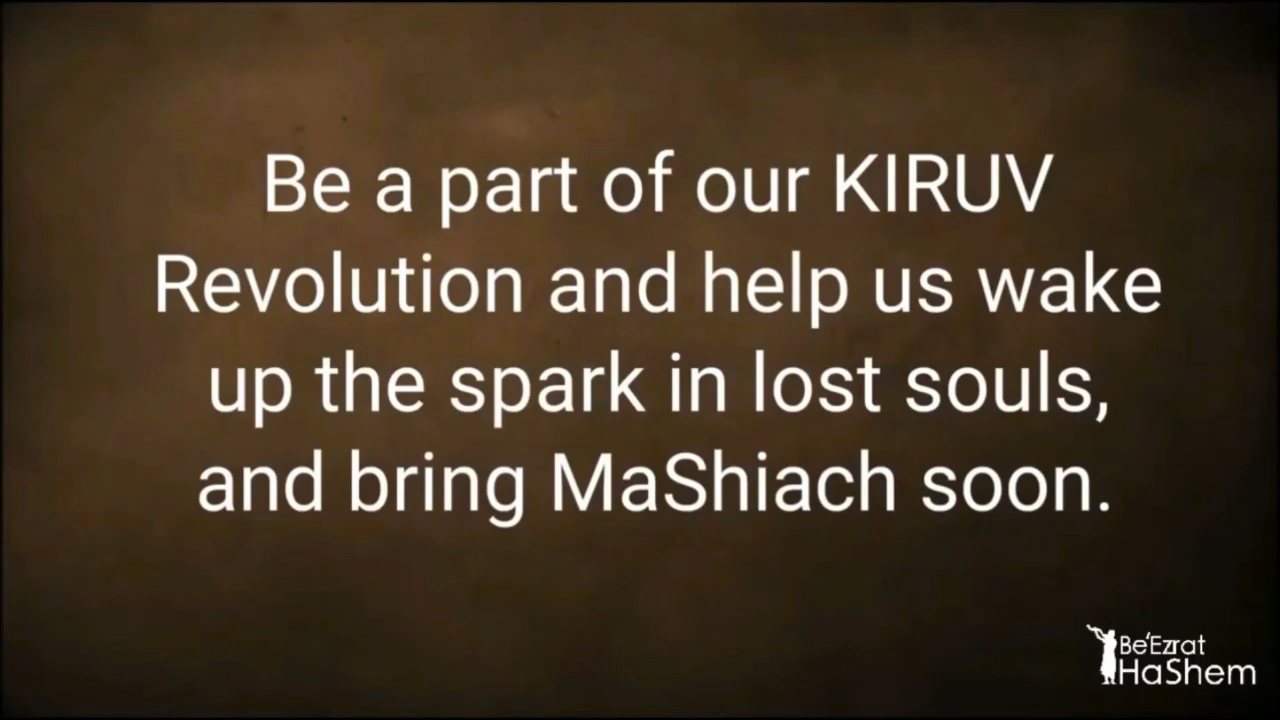 Be a part of our KIRUV
Revolution and help us wake
up the spark in lost souls,
and bring MaShiach soon.
Be'Ezrat
HaShem